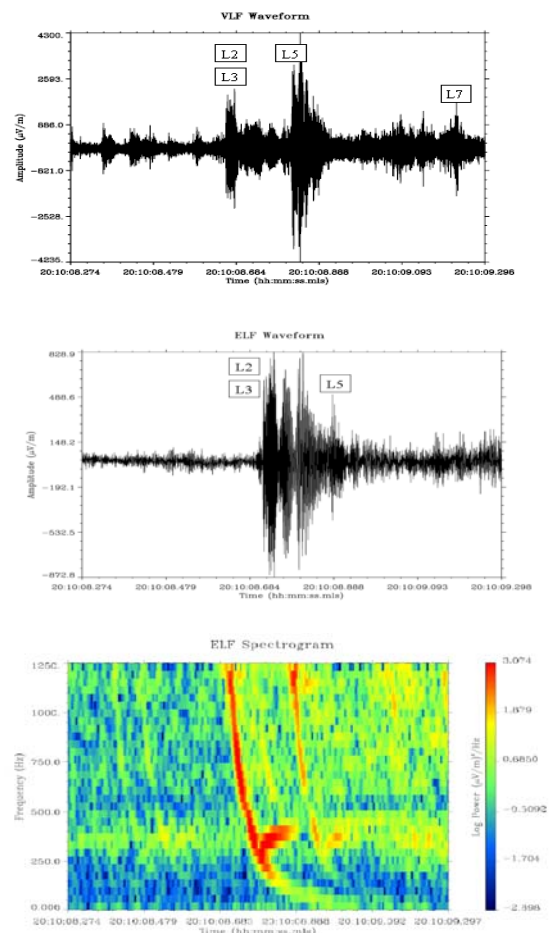 VLF Waveform
4300.
L2
L5
2593.
L3
L7
886.0
Amplitude (μV/m)
−821.0
−2528.
−4235.
20:10:08.274 20:10:08.479 20:10:08.684 20:10:08.888 20:10:09.093 20:10:09.298
Time (hh:mm:ss.mls)
ELF Waveform
828.9
L2
L3
L5
488.6
148.2
Amplitude (μV/m)
−192.1
−532.5
−872.8
20:10:08.274 20:10:08.479 20:10:08.684 20:10:08.888 20:10:09.093 20:10:09.298
Time (hh:mm:ss.mls)
ELF Spectrogram
1250.
3.074
1000.
1.879
750.0
0.6850
Frequency (Hz)
Log Power (μV/m)²/Hz
500.0
−0.5092
250.0
−1.704
−2.898
20:10:08.274 20:10:08.479 20:10:08.683 20:10:08.888 20:10:09.297
Time (hh:mm:ss.mls)